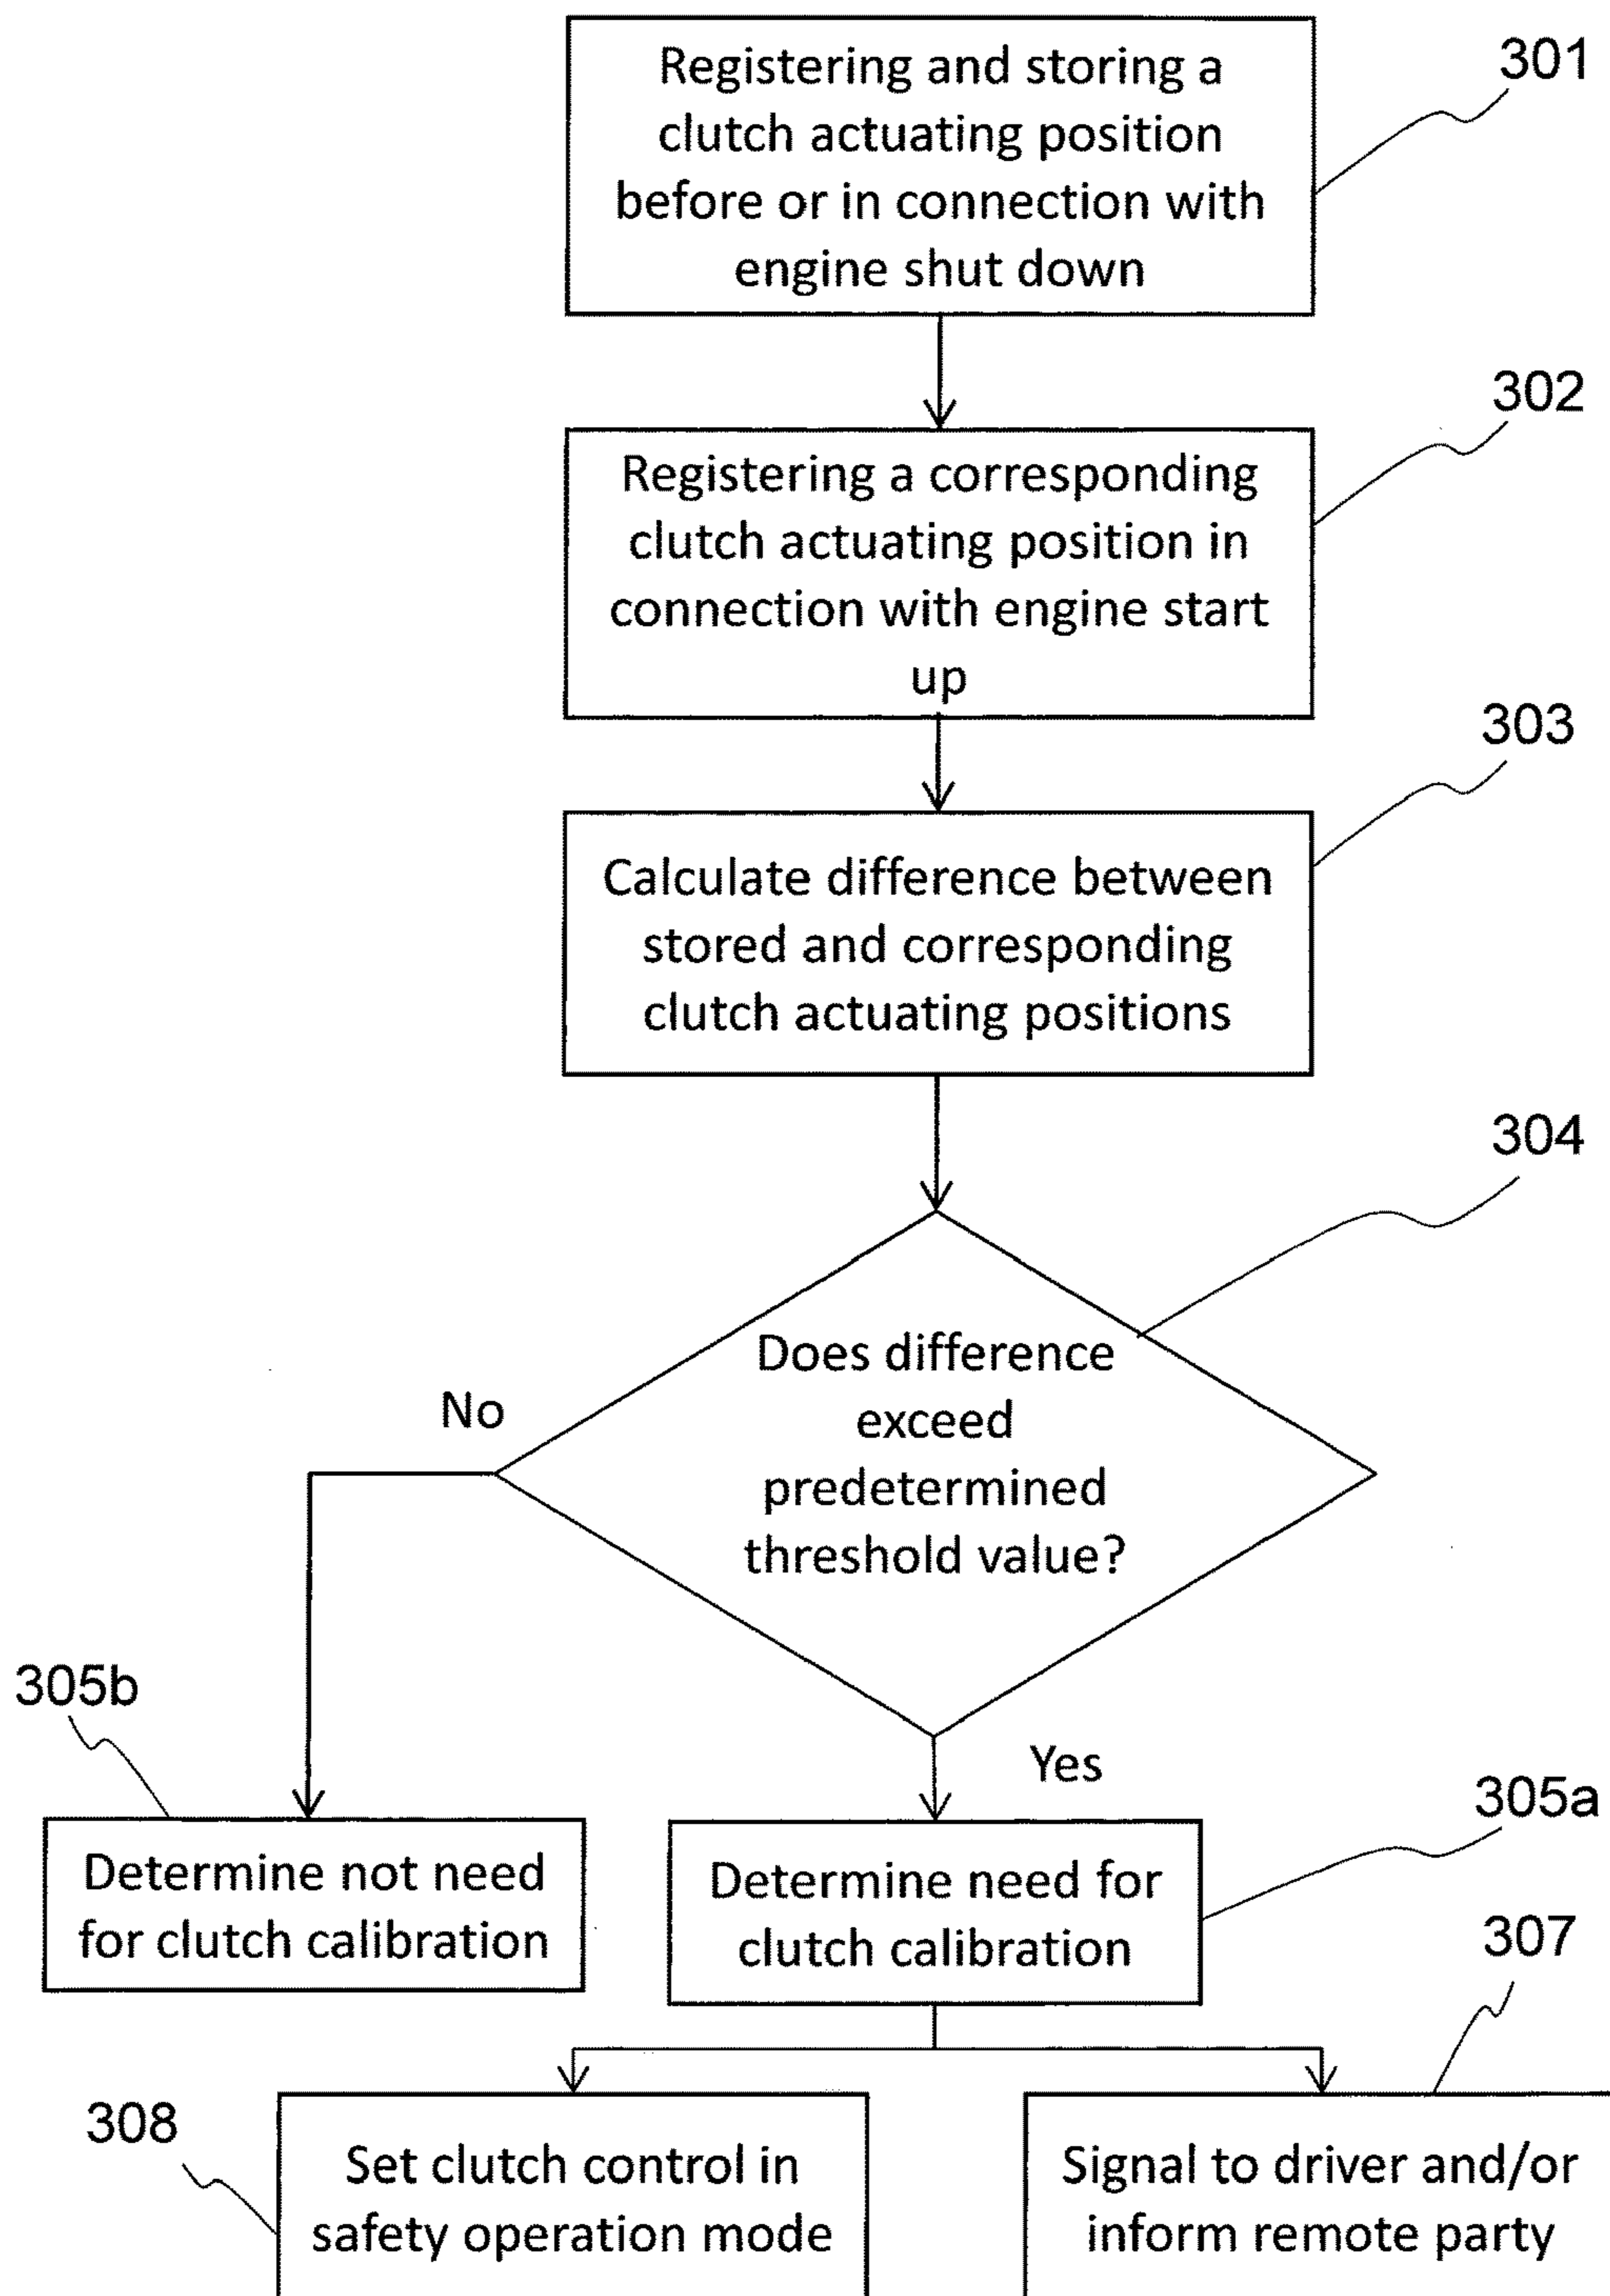 Registering and storing a
clutch actuating position
before or in connection with
engine shut down
301
Registering a corresponding
clutch actuating position in
connection with engine start
up
302
Calculate difference between
stored and corresponding
clutch actuating positions
303
Does difference
exceed
predetermined
threshold value?
304
No
Yes
305b
Determine not need
for clutch calibration
305a
Determine need for
clutch calibration
307
308
Set clutch control in
safety operation mode
Signal to driver and/or
inform remote party